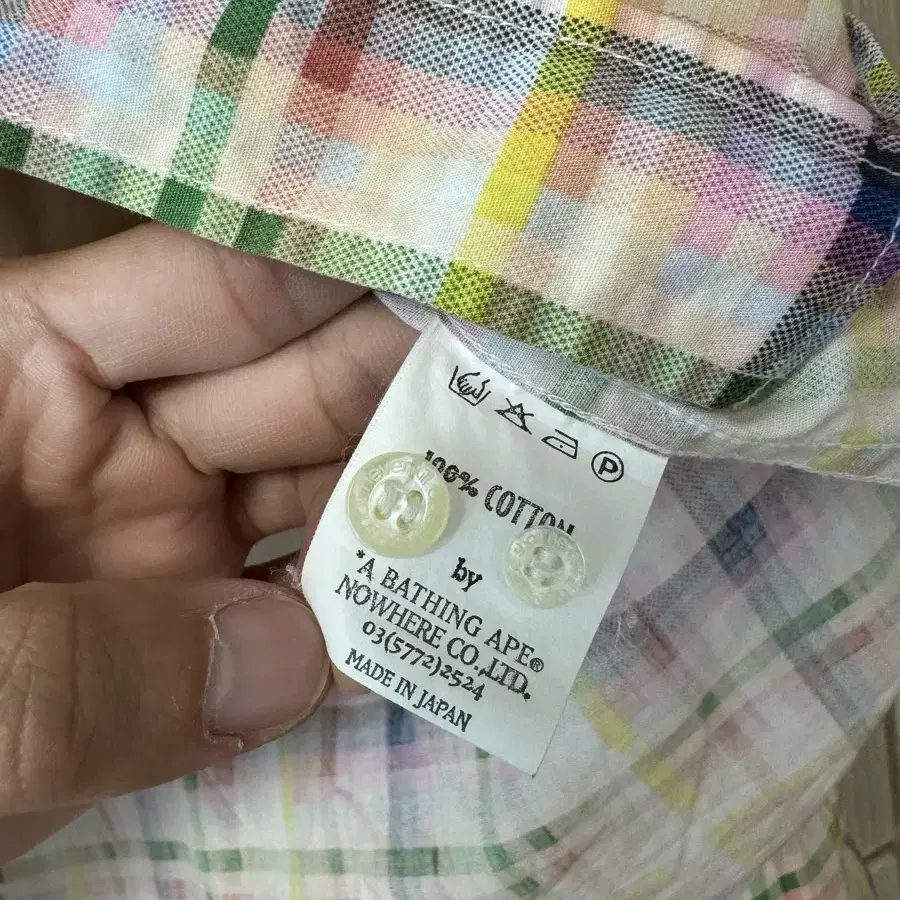 P
100% COTTON
by
*A BATHING APE®
NOWHERE CO.,LTD.
03(5772)2524
MADE IN JAPAN